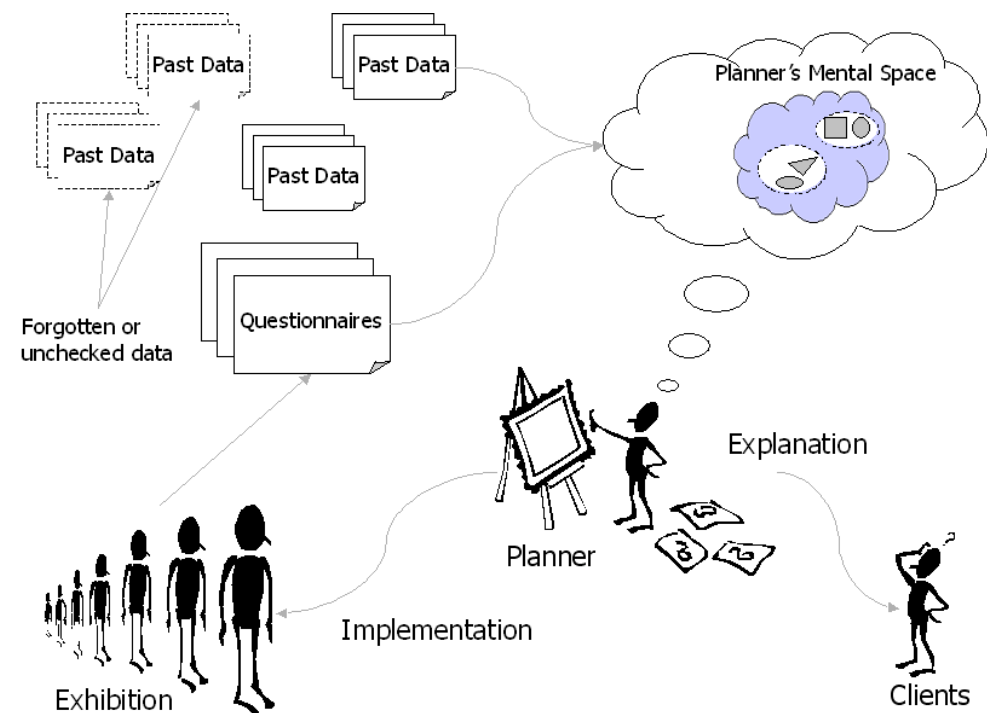 Past Data
Past Data
Planner's Mental Space
Past Data
Past Data
Questionnaires
Forgotten or
unchecked data
Explanation
Planner
Implementation
Exhibition
Clients